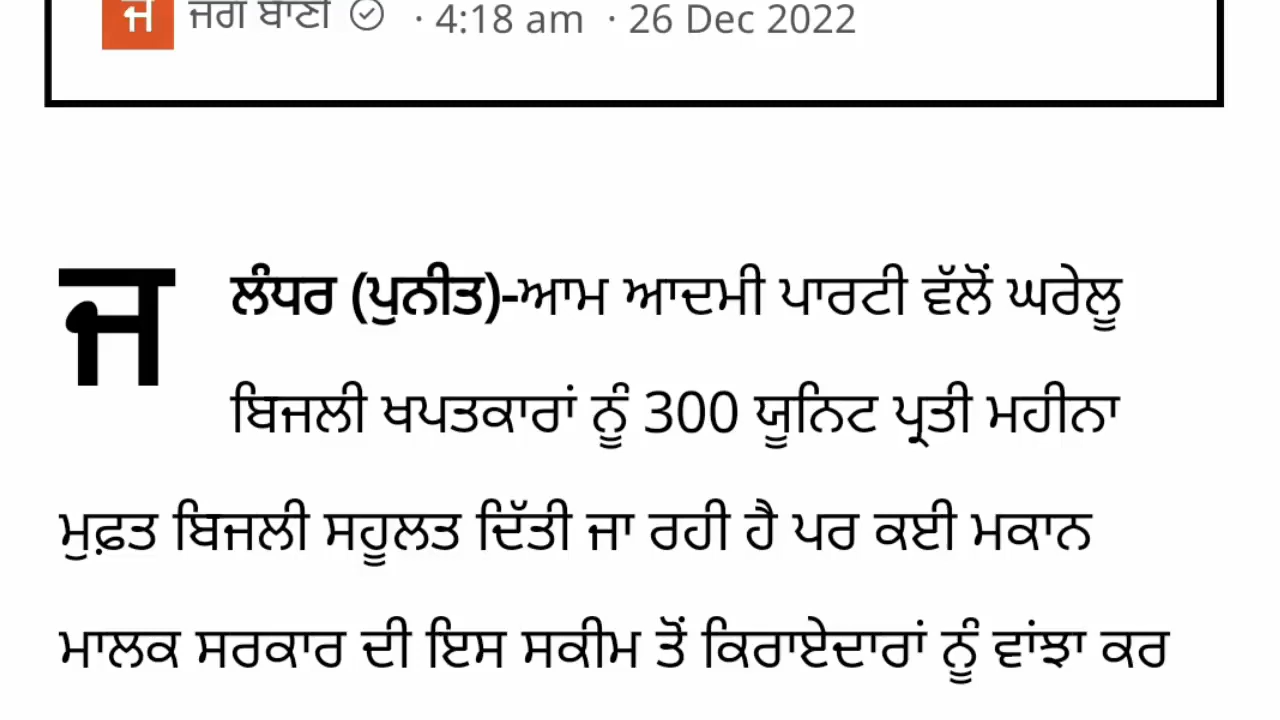 ਜ ਜਗ ਬਾਣੀ · 4:18 am · 26 Dec 2022
ਜਲੰਧਰ (ਪੁਨੀਤ)-ਆਮ ਆਦਮੀ ਪਾਰਟੀ ਵੱਲੋਂ ਘਰੇਲੂ
ਬਿਜਲੀ ਖਪਤਕਾਰਾਂ ਨੂੰ 300 ਯੂਨਿਟ ਪ੍ਰਤੀ ਮਹੀਨਾ
ਮੁਫ਼ਤ ਬਿਜਲੀ ਸਹੂਲਤ ਦਿੱਤੀ ਜਾ ਰਹੀ ਹੈ ਪਰ ਕਈ ਮਕਾਨ
ਮਾਲਕ ਸਰਕਾਰ ਦੀ ਇਸ ਸਕੀਮ ਤੋਂ ਕਿਰਾਏਦਾਰਾਂ ਨੂੰ ਵਾਂਝਾ ਕਰ